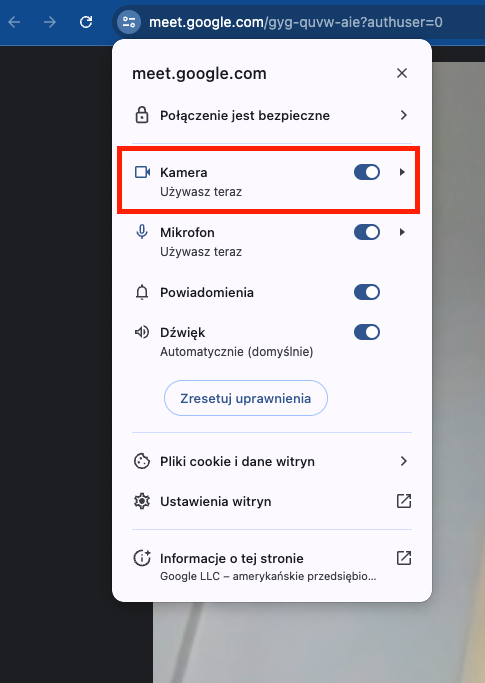 meet.google.com/gyg-quvw-aie?authuser=0
meet.google.com
Połączenie jest bezpieczne
Kamera
Używasz teraz
Mikrofon
Używasz teraz
Powiadomienia
Dźwięk
Automatycznie (domyślnie)
Zresetuj uprawnienia
Pliki cookie i dane witryn
Ustawienia witryn
Informacje o tej stronie
Google LLC – amerykańskie przedsiębio...